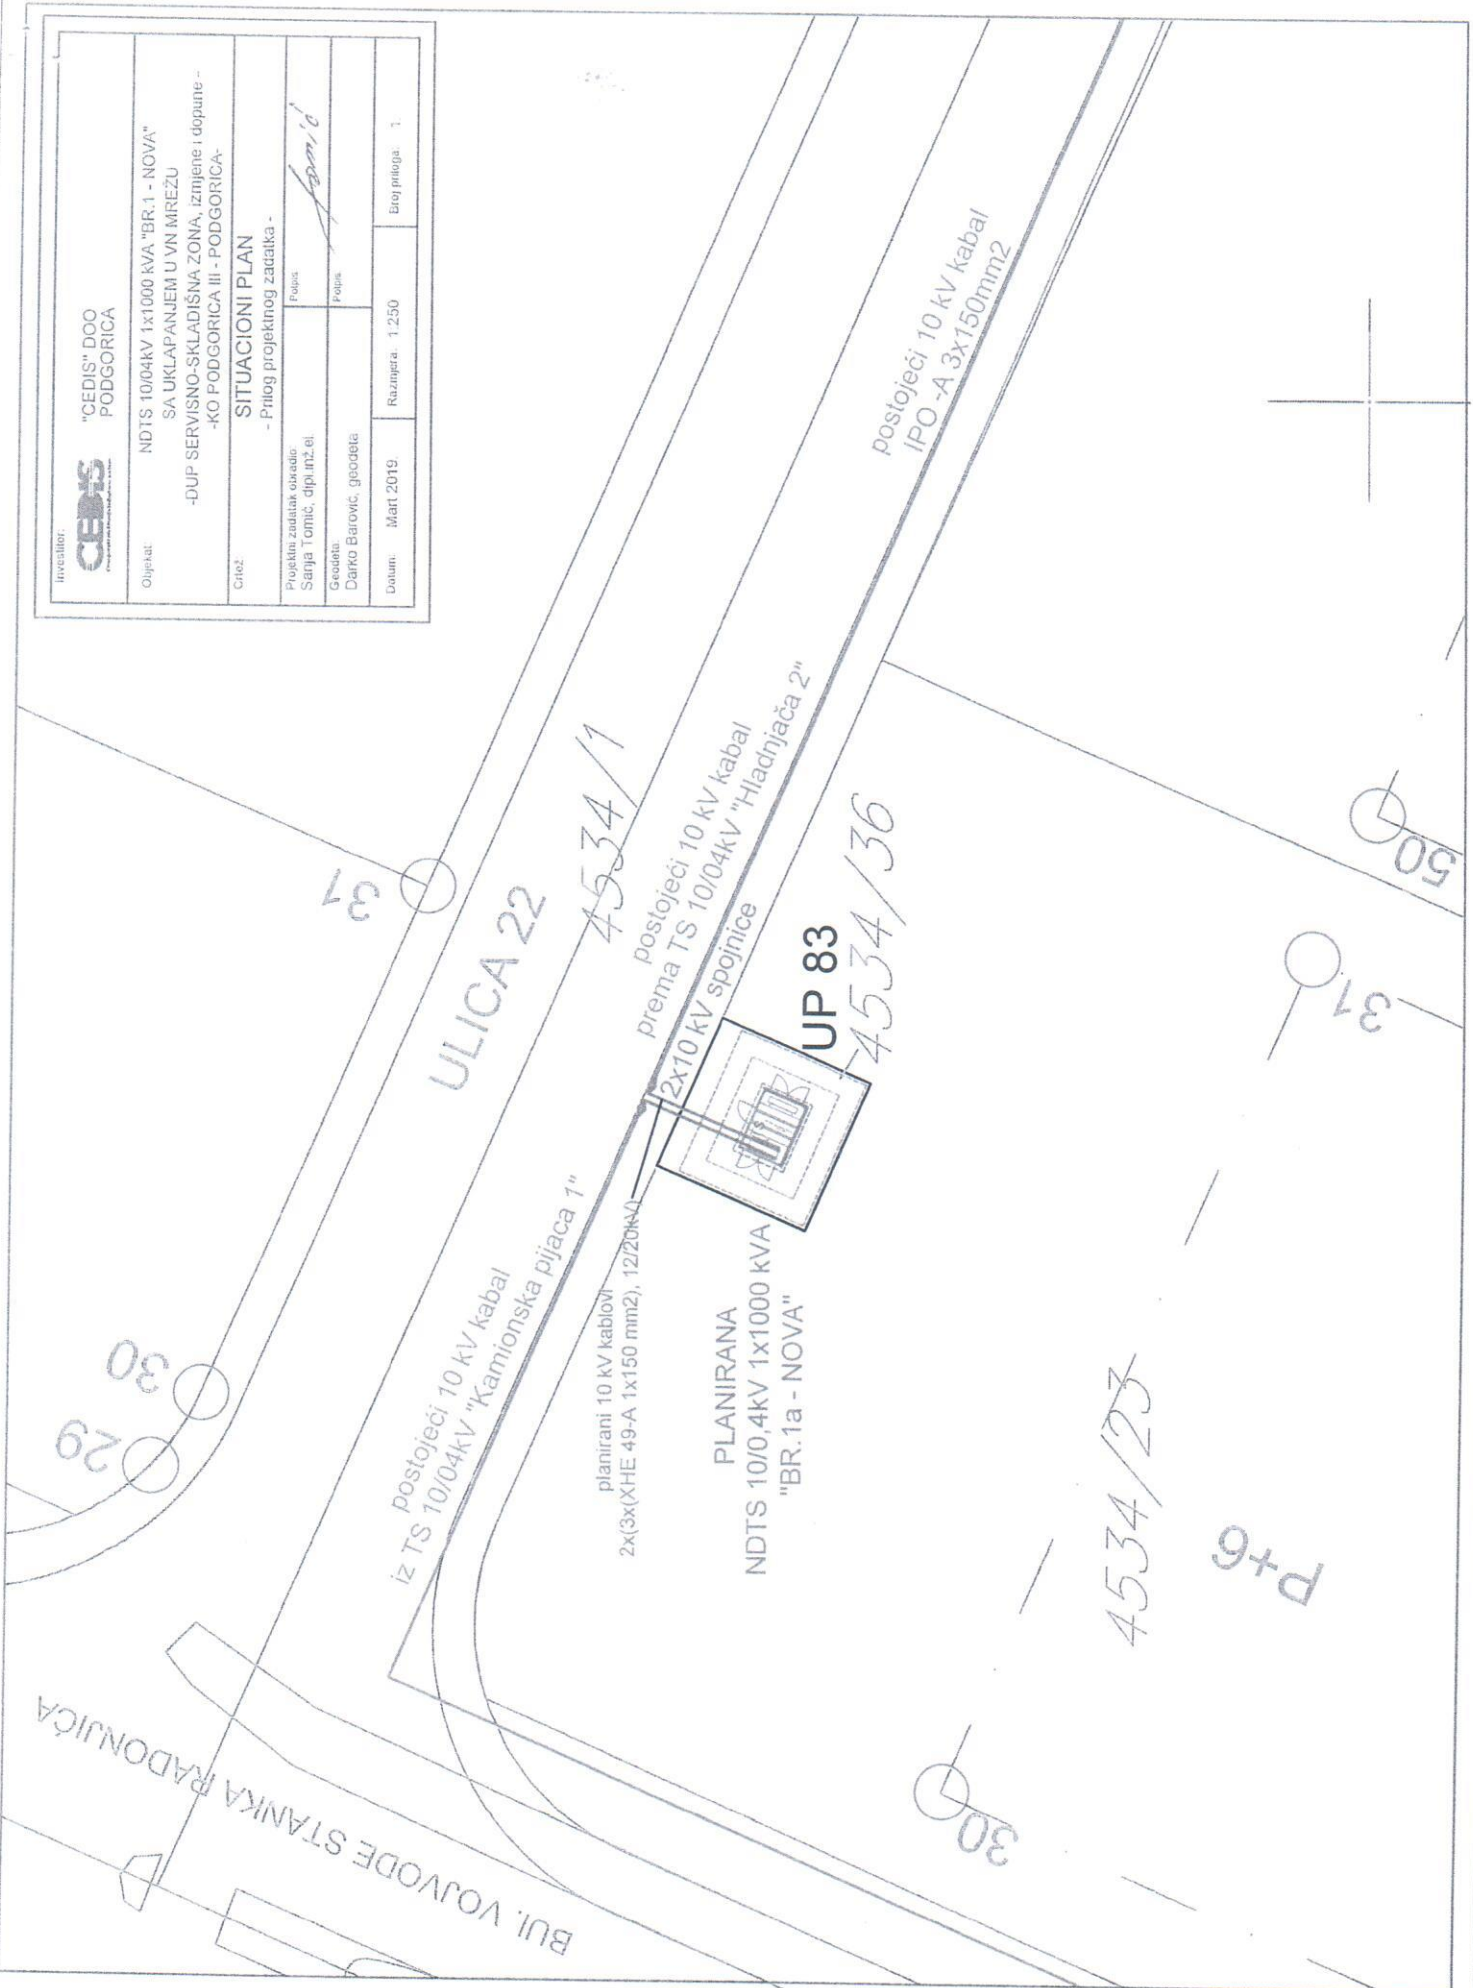 Investitor:
CEDIS
"CEDIS" DOO
PODGORICA
Objekat:
NDTS 10/04kV 1x1000 kVA "BR.1 - NOVA"
SA UKLAPANJEM U VN MREŽU
-DUP SERVISNO-SKLADIŠNA ZONA, izmjene i dopune -
-KO PODGORICA III - PODGORICA-
Crtež:
SITUACIONI PLAN
- Prilog projektnog zadatka -
Projektni zadatak obradio:
Sanja Tomić, dipl.inž.el.
Potpis:
Geodeta:
Darko Barović, geodeta
Potpis:
Datum: Mart 2019.
Razmjera: 1:250
Broj priloga: 1.
BUl. VOJVODE STANKA RADONJIĆA
29
30
31
ULICA 22
4534/1
postojeći 10 kV kabal
iz TS 10/04kV "Kamionska pijaca 1"
postojeći 10 kV kabal
prema TS 10/04kV "Hladnjača 2"
2x10 kV spojnice
postojeći 10 kV kabal
IPO -A 3x150mm2
planirani 10 kV kablovi
2x(3x(XHE 49-A 1x150 mm2), 12/20kV)
PLANIRANA
NDTS 10/0,4kV 1x1000 kVA
"BR.1a - NOVA"
UP 83
4534/36
4534/23
P+6
30
31
50